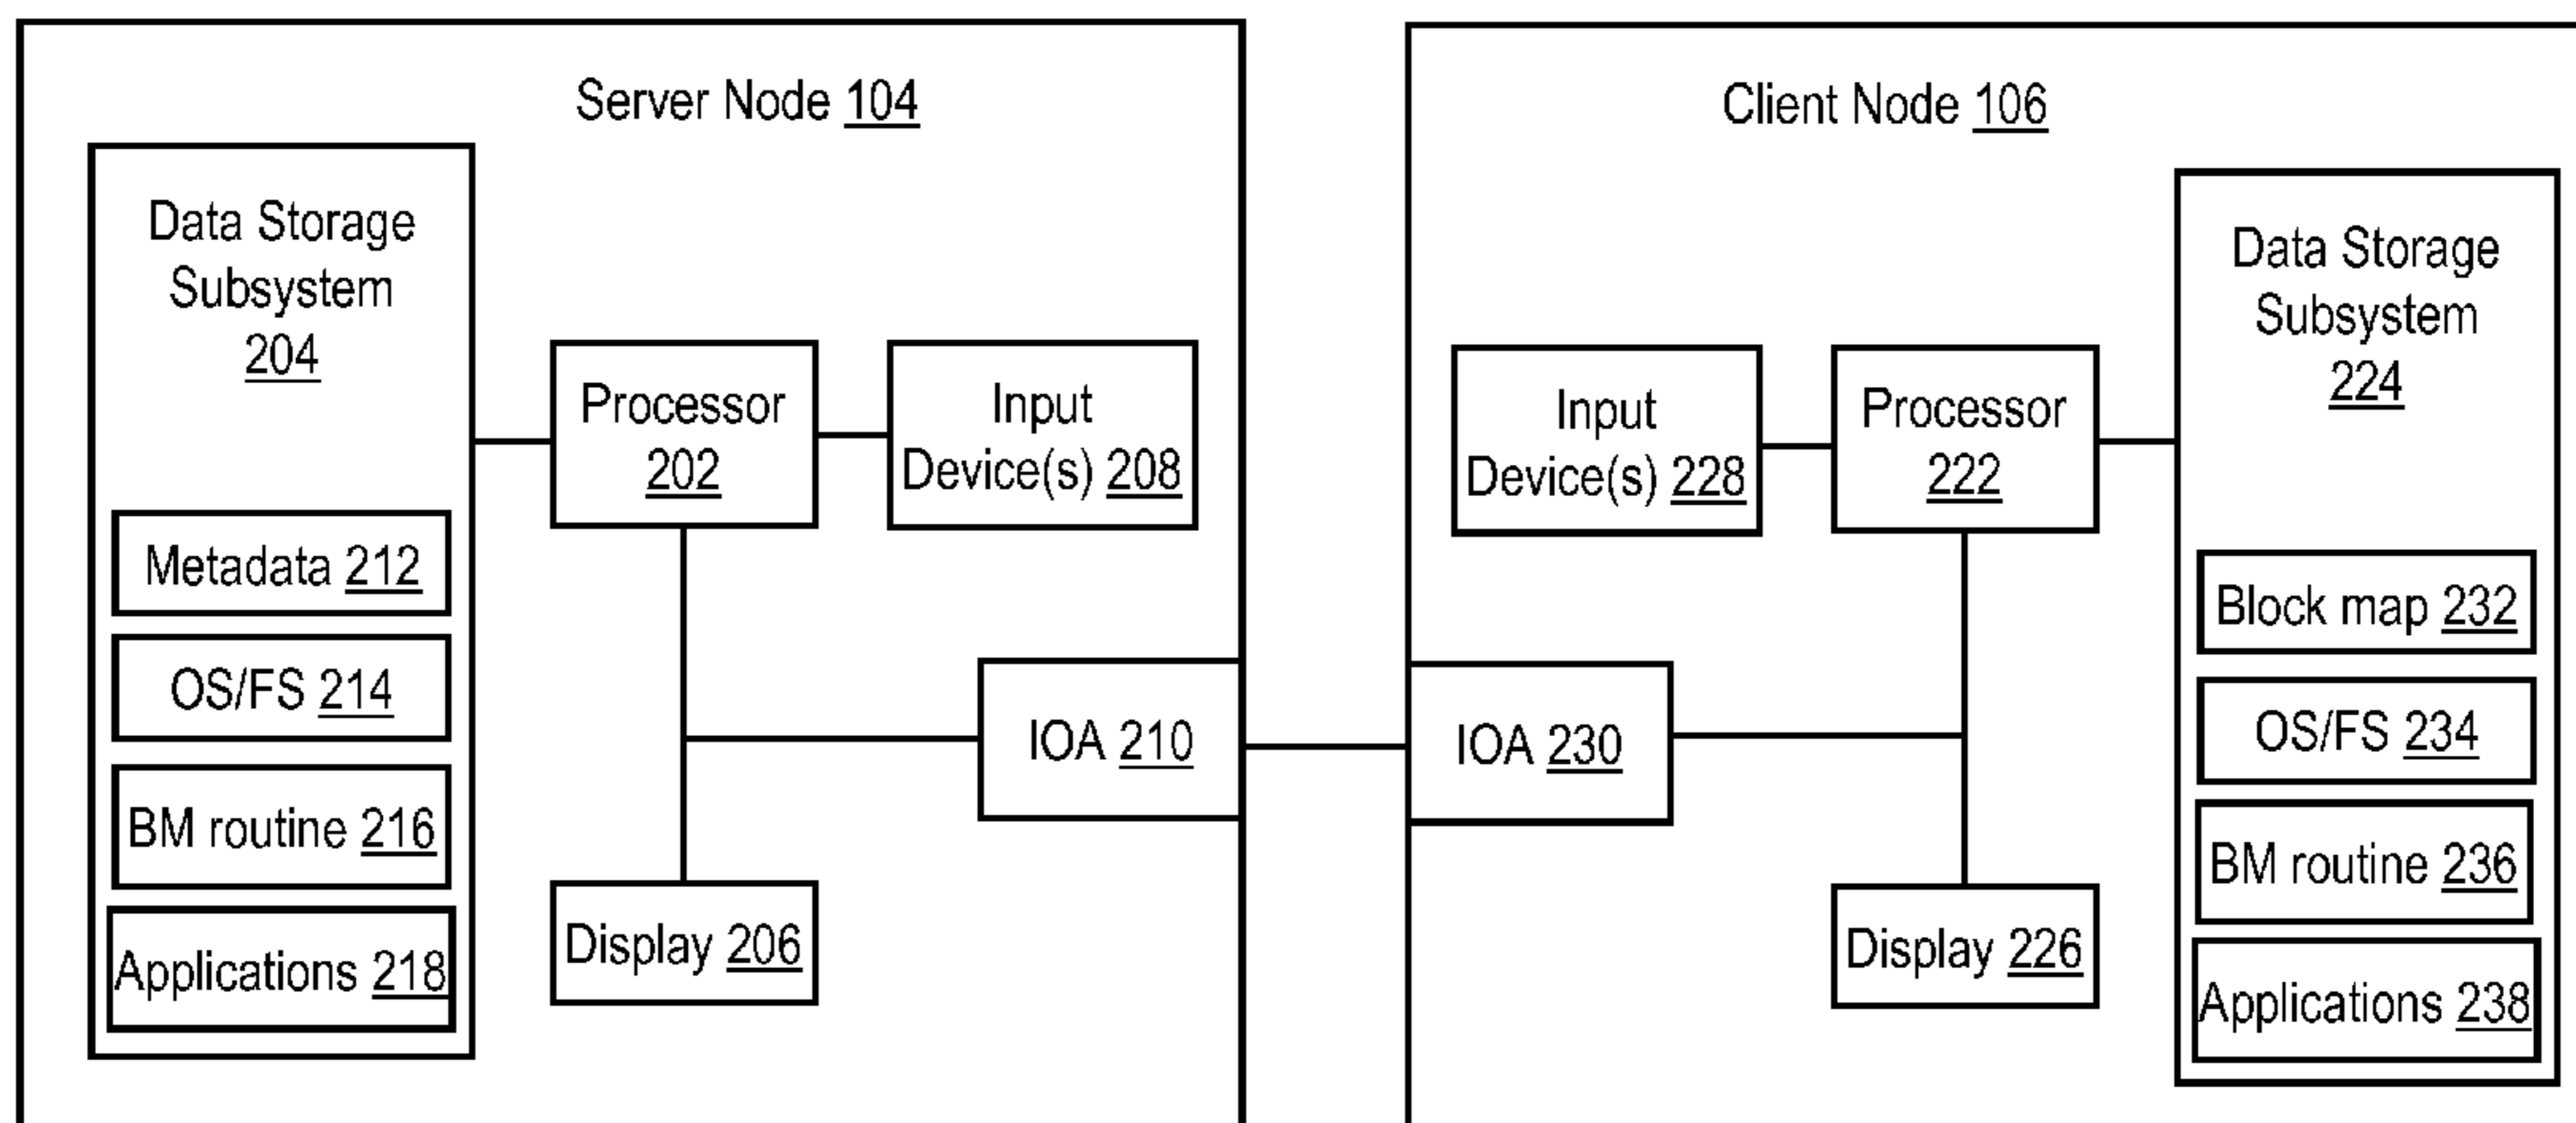 Server Node 104
Data Storage
Subsystem
204
Processor
202
Input
Device(s) 208
Metadata 212
OS/FS 214
BM routine 216
Applications 218
IOA 210
Display 206
Client Node 106
Input
Device(s) 228
Processor
222
Data Storage
Subsystem
224
IOA 230
Display 226
Block map 232
OS/FS 234
BM routine 236
Applications 238